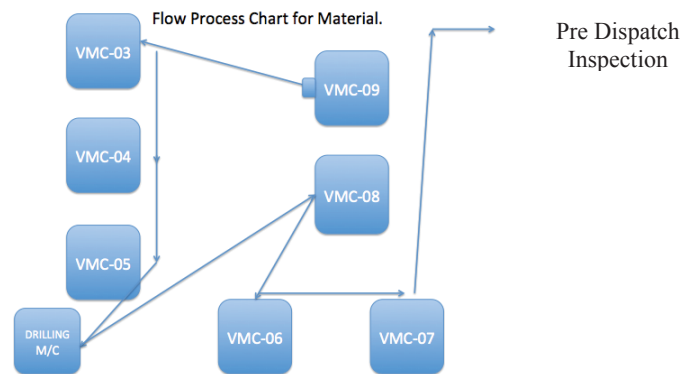 Flow Process Chart for Material.
Pre Dispatch
Inspection
VMC-03
VMC-09
VMC-04
VMC-08
VMC-05
DRILLING
M/C
VMC-06
VMC-07